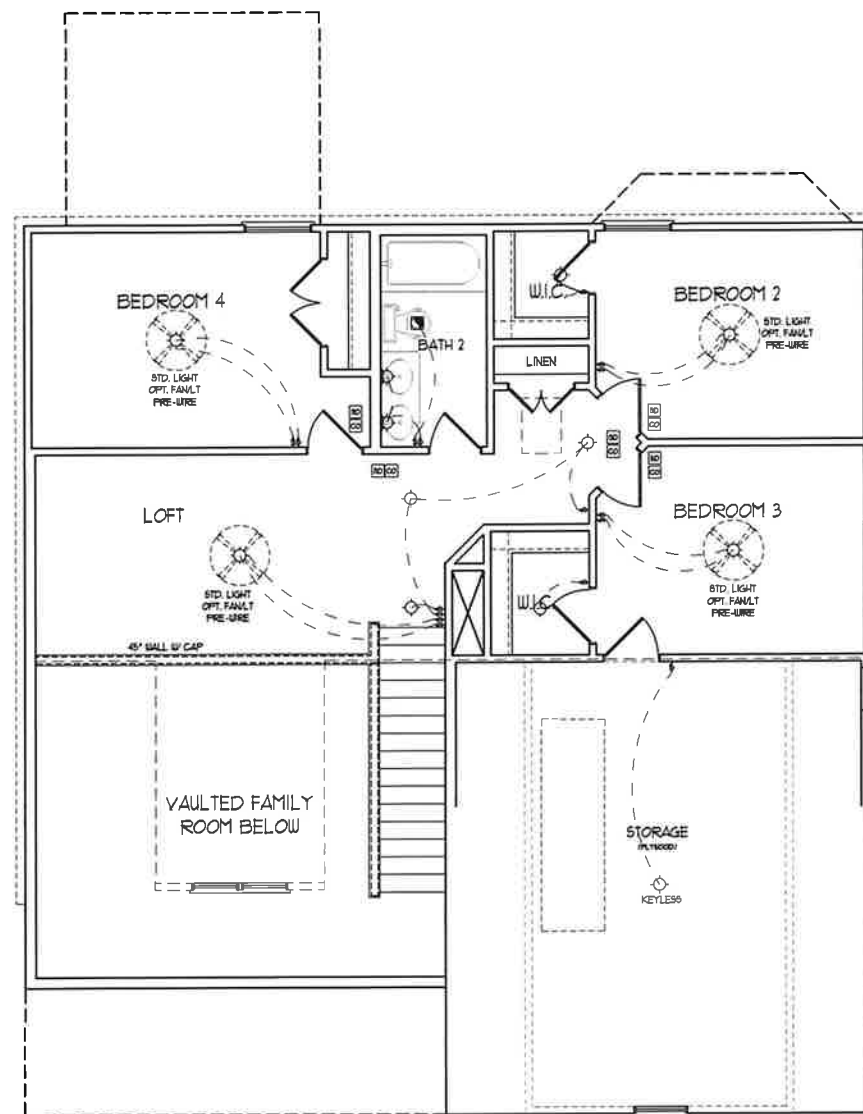 BEDROOM 4
STD. LIGHT
OPT. FAN/LT
PRE-WIRE
BATH 2
W.I.C.
BEDROOM 2
STD. LIGHT
OPT. FAN/LT
PRE-WIRE
LINEN
LOFT
STD. LIGHT
OPT. FAN/LT
PRE-WIRE
BEDROOM 3
STD. LIGHT
OPT. FAN/LT
PRE-WIRE
W.I.C.
45" WALL W/ CAP
VAULTED FAMILY
ROOM BELOW
STORAGE
(PLYWOOD)
KEYLESS